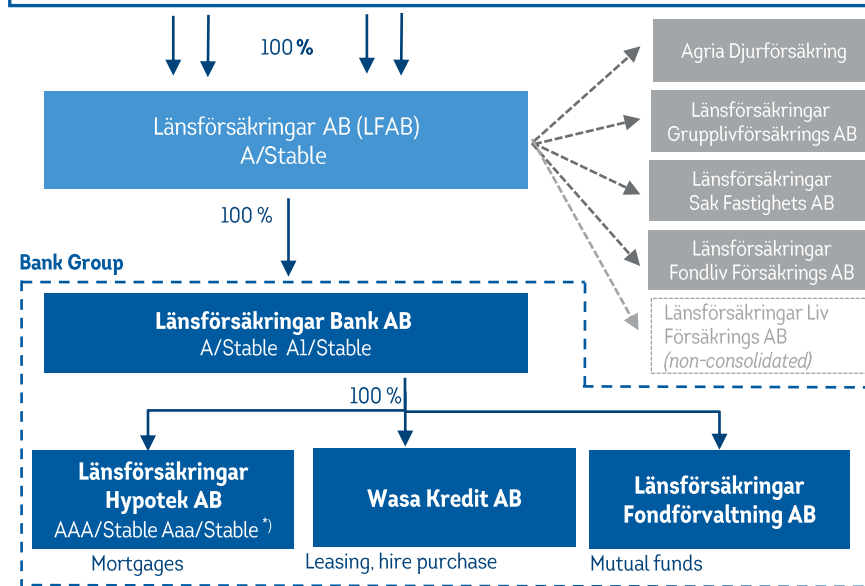 100 %
Agria Djurförsäkring
Länsförsäkringar AB (LFAB)
A/Stable
Länsförsäkringar
Grupplivförsäkrings AB
Länsförsäkringar
Sak Fastighets AB
100 %
Länsförsäkringar
Fondliv Försäkrings AB
Bank Group
Länsförsäkringar Bank AB
A/Stable A1/Stable
Länsförsäkringar Liv
Försäkrings AB
(non-consolidated)
100 %
Länsförsäkringar
Hypotek AB
AAA/Stable Aaa/Stable *)
Wasa Kredit AB
Länsförsäkringar
Fondförvaltning AB
Mortgages
Leasing, hire purchase
Mutual funds